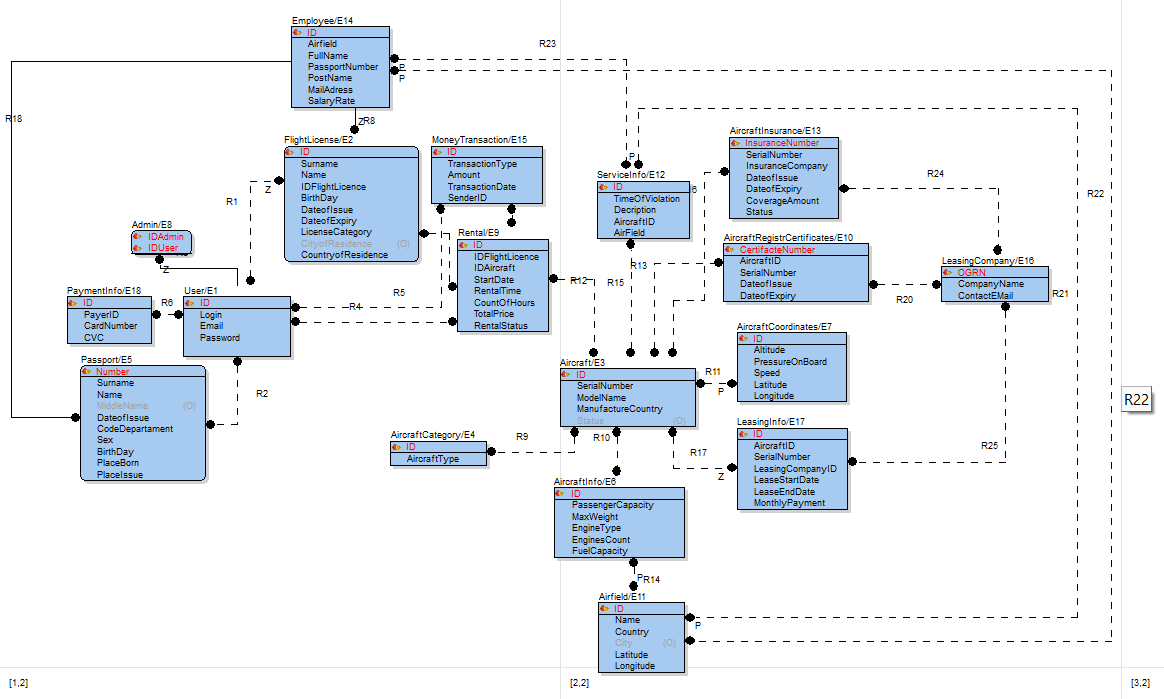 Employee/E14
ID
Airfield
FullName
PassportNumber
PostName
MailAdress
SalaryRate
R23
P
P
R18
Z
R8
FlightLicense/E2
ID
Surname
Name
IDFlightLicence
BirthDay
DateofIssue
DateofExpiry
LicenseCategory
CityofResidence (O)
CountryofResidence
MoneyTransaction/E15
ID
TransactionType
Amount
TransactionDate
SenderID
Z
R1
Admin/E8
IDAdmin
IDUser
Z
Rental/E9
ID
IDFlightLicence
IDAircraft
StartDate
RentalTime
CountOfHours
TotalPrice
RentalStatus
PaymentInfo/E18
ID
PayerID
CardNumber
CVC
R6
User/E1
ID
Login
Email
Password
R5
R4
Passport/E5
Number
Surname
Name
MiddleName (O)
DateofIssue
CodeDepartament
Sex
BirthDay
PlaceBorn
PlaceIssue
R2
ServiceInfo/E12
ID
TimeOfViolation
Decription
AircraftID
AirField
P
6
AircraftInsurance/E13
InsuranceNumber
SerialNumber
InsuranceCompany
DateofIssue
DateofExpiry
CoverageAmount
Status
R24
R22
AircraftRegistrCertificates/E10
CertifacteNumber
AircraftID
SerialNumber
DateofIssue
DateofExpiry
R13
R12
R15
LeasingCompany/E16
OGRN
CompanyName
ContactEMail
R20
R21
Aircraft/E3
ID
SerialNumber
ModelName
ManufactureCountry
Status (O)
R11
P
AircraftCoordinates/E7
ID
Altitude
PressureOnBoard
Speed
Latitude
Longitude
R22
AircraftCategory/E4
ID
AircraftType
R9
R10
R17
Z
LeasingInfo/E17
ID
AircraftID
SerialNumber
LeasingCompanyID
LeaseStartDate
LeaseEndDate
MonthlyPayment
R25
AircraftInfo/E6
ID
PassengerCapacity
MaxWeight
EngineType
EnginesCount
FuelCapacity
P
R14
Airfield/E11
ID
Name
Country
City (O)
Latitude
Longitude
P
[1,2]
[2,2]
[3,2]